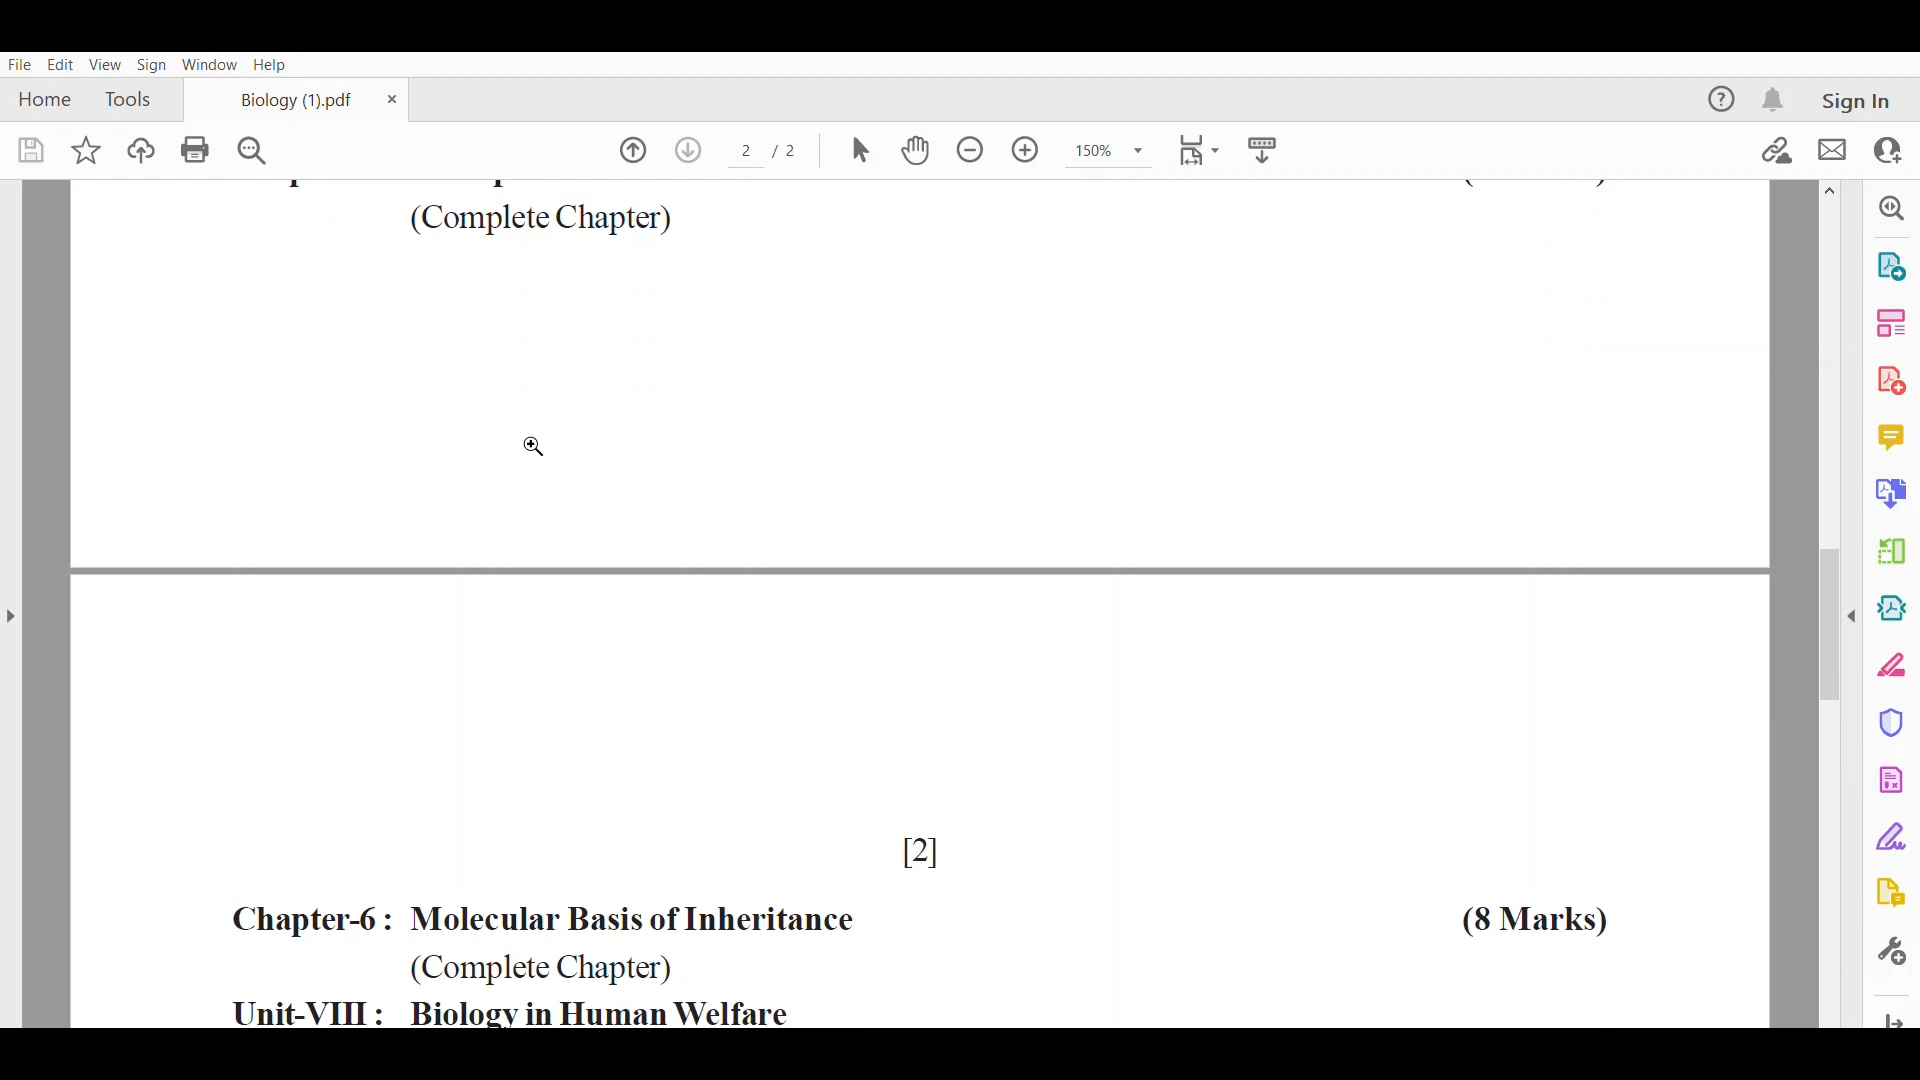 File Edit View Sign Window Help
Home Tools Biology (1).pdf × Sign In
2 / 2 150%
(Complete Chapter)
[2]
Chapter-6 : Molecular Basis of Inheritance (8 Marks)
(Complete Chapter)
Unit-VIII : Biology in Human Welfare